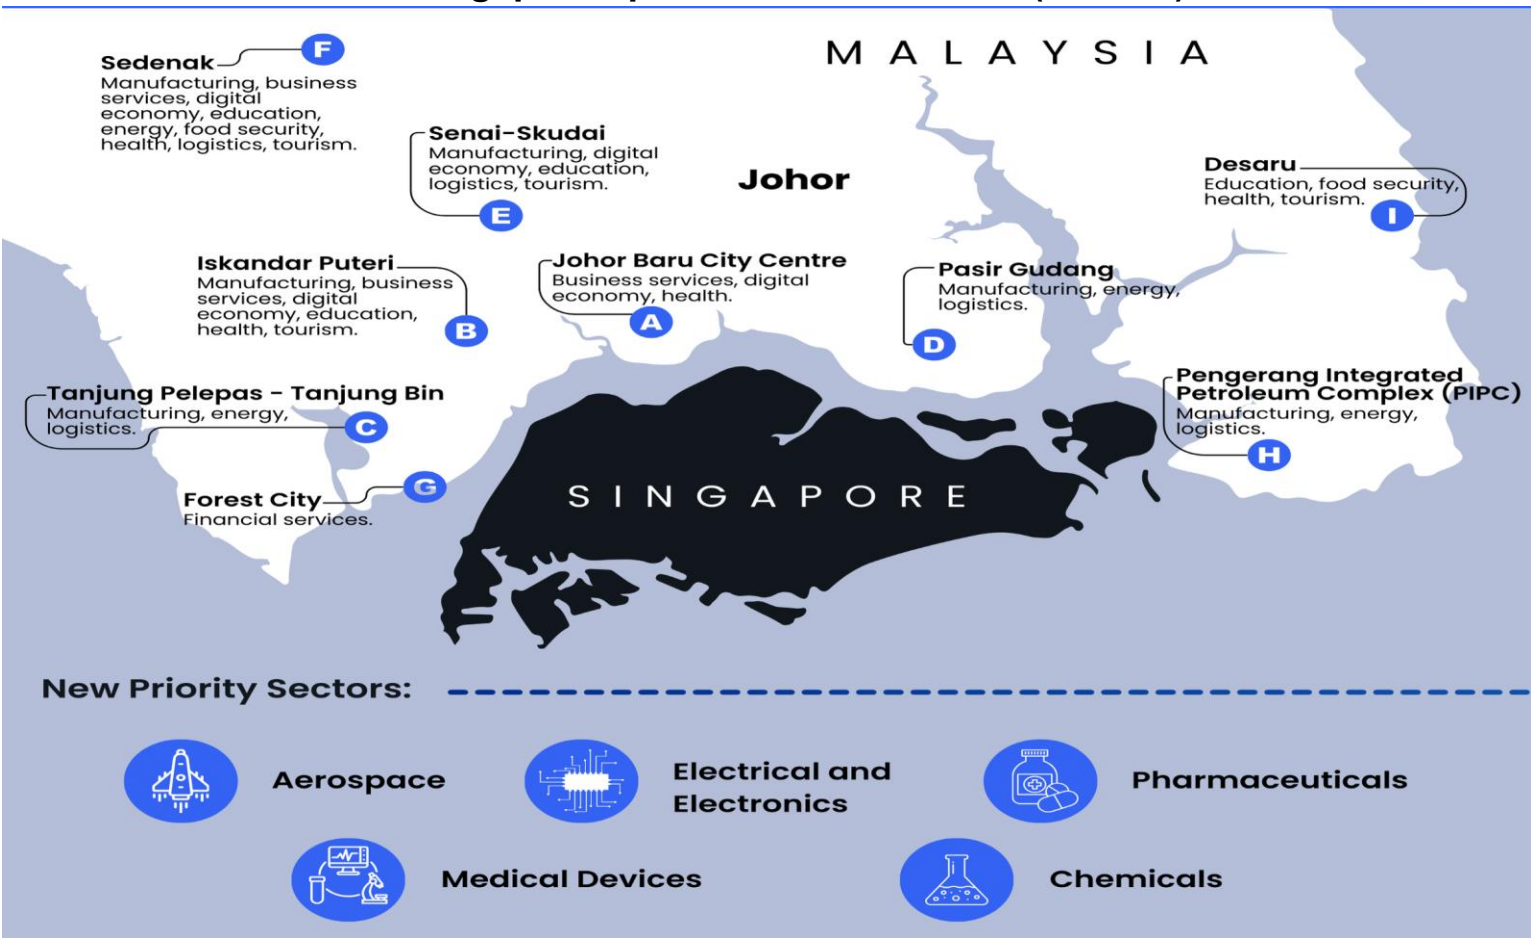 F
Sedenak
Manufacturing, business
services, digital
economy, education,
energy, food security,
health, logistics, tourism.
MALAYSIA
Senai-Skudai
Manufacturing, digital
economy, education,
logistics, tourism.
E
Johor
Desaru
Education, food security,
health, tourism.
I
Iskandar Puteri
Manufacturing, business
services, digital
economy, education,
health, tourism.
B
Johor Baru City Centre
Business services, digital
economy, health.
A
Pasir Gudang
Manufacturing, energy,
logistics.
D
Tanjung Pelepas - Tanjung Bin
Manufacturing, energy,
logistics.
C
Pengerang Integrated
Petroleum Complex (PIPC)
Manufacturing, energy,
logistics.
H
Forest City
Financial services.
G
SINGAPORE
New Priority Sectors:
Aerospace
Electrical and
Electronics
Pharmaceuticals
Medical Devices
Chemicals